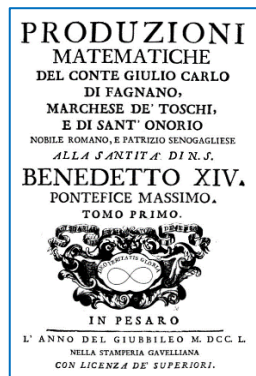 PRODUZIONI
MATEMATICHE
DEL CONTE GIULIO CARLO
DI FAGNANO,
MARCHESE DE' TOSCHI,
E DI SANT' ONORIO
NOBILE ROMANO, E PATRIZIO SENOGAGLIESE
ALLA SANTITA' DI N. S.
BENEDETTO XIV.
PONTEFICE MASSIMO.
TOMO PRIMO.
IN PESARO
L' ANNO DEL GIUBBILEO M. DCC. L.
NELLA STAMPERIA GAVELLIANA
CON LICENZA DE' SUPERIORI.